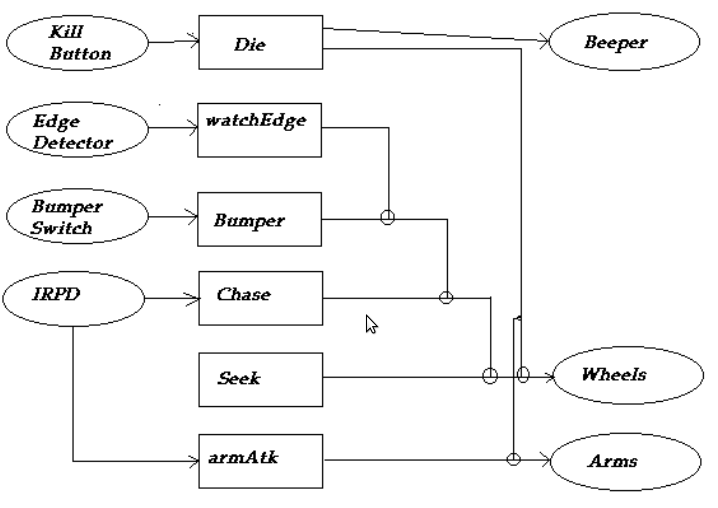 Kill
Button
Die
Beeper
Edge
Detector
watchEdge
Bumper
Switch
Bumper
IRPD
Chase
Seek
Wheels
armAtk
Arms